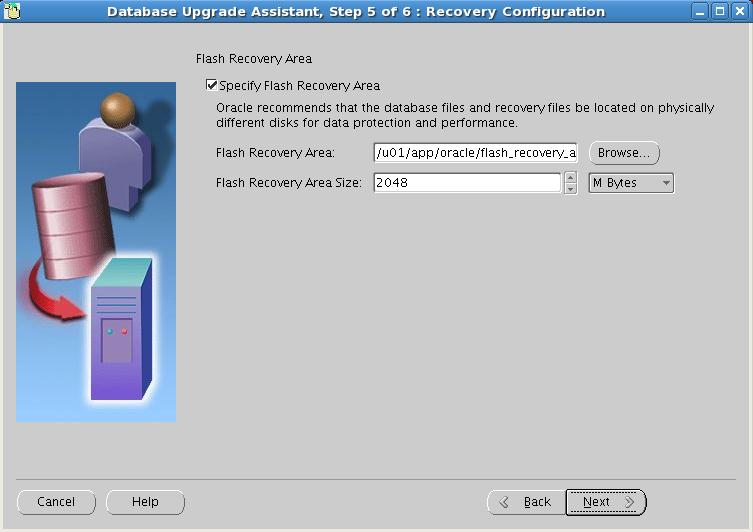 Database Upgrade Assistant, Step 5 of 6 : Recovery Configuration
Flash Recovery Area
Specify Flash Recovery Area
Oracle recommends that the database files and recovery files be located on physically
different disks for data protection and performance.
Flash Recovery Area: /u01/app/oracle/flash_recovery_a Browse...
Flash Recovery Area Size: 2048 M Bytes
Cancel Help Back Next